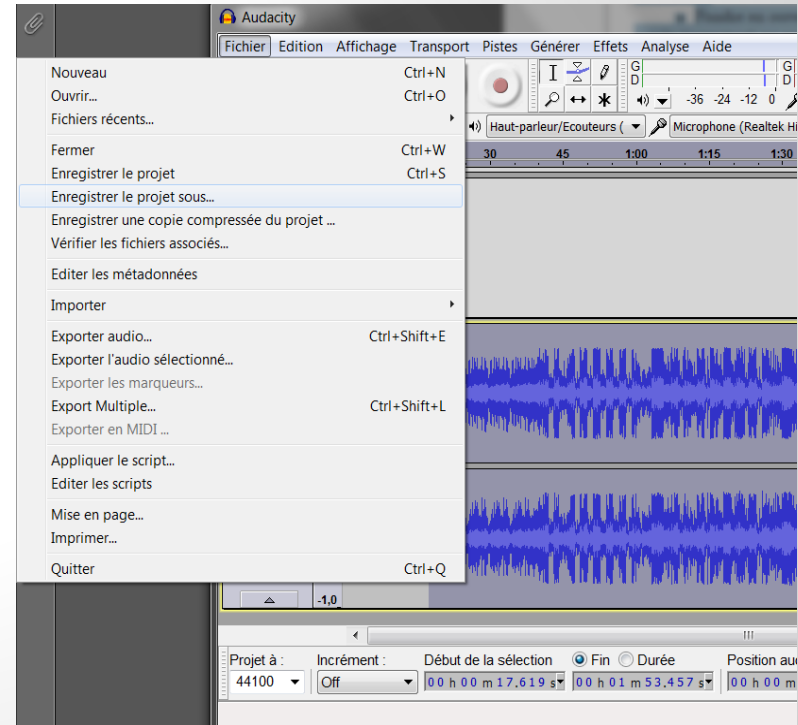 Audacity
Fichier Edition Affichage Transport Pistes Générer Effets Analyse Aide
Nouveau Ctrl+N
Ouvrir... Ctrl+O
Fichiers récents...
Fermer Ctrl+W
Enregistrer le projet Ctrl+S
Enregistrer le projet sous...
Enregistrer une copie compressée du projet ...
Vérifier les fichiers associés...
Editer les métadonnées
Importer
Exporter audio... Ctrl+Shift+E
Exporter l'audio sélectionné...
Exporter les marqueurs...
Export Multiple... Ctrl+Shift+L
Exporter en MIDI ...
Appliquer le script...
Editer les scripts
Mise en page...
Imprimer...
Quitter Ctrl+Q
G
D
G
D
-36 -24 -12 0
Haut-parleur/Ecouteurs ( Microphone (Realtek Hi
30 45 1:00 1:15 1:30
-1,0
Projet à : Incrément : Début de la sélection Fin Durée Position au
44100 Off 00 h 00 m 17.619 s 00 h 01 m 53.457 s 00 h 00 m